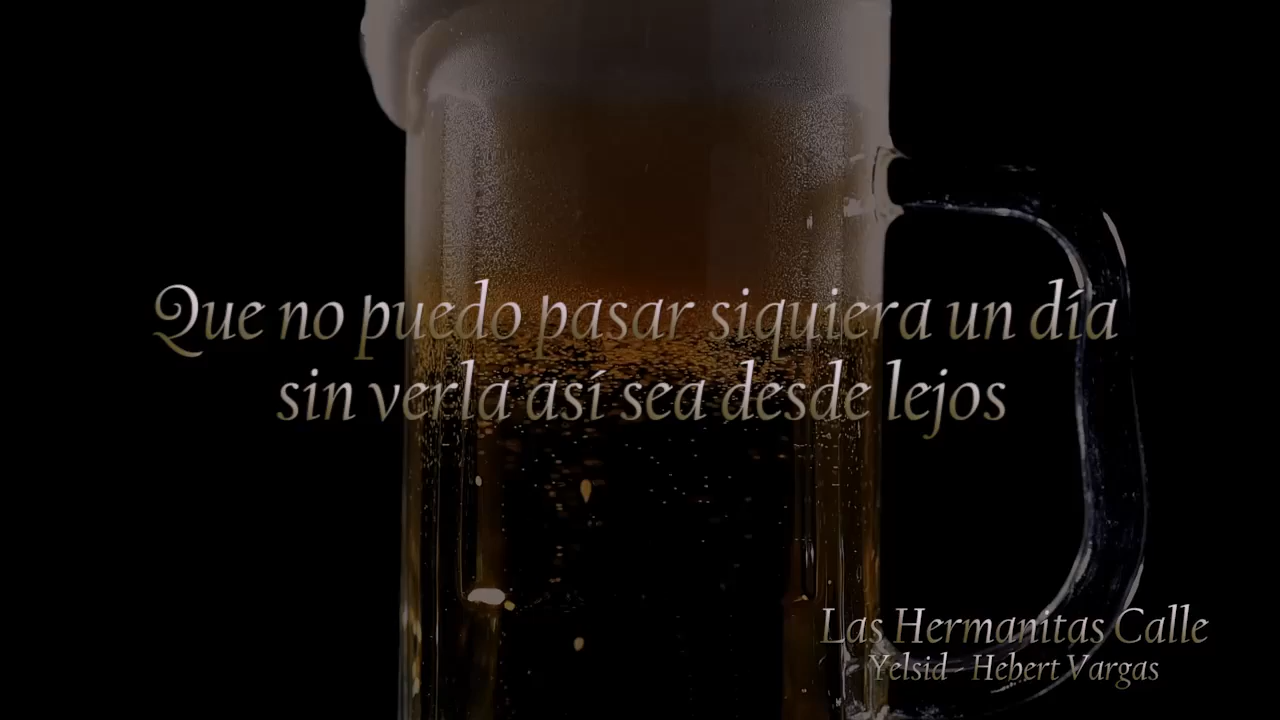 Que no puedo pasar siquiera un día
sin verla así sea desde lejos
Las Hermanitas Calle
Yelsid - Hebert Vargas